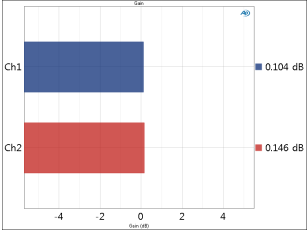 Gain
Ch1
0.104 dB
Ch2
0.146 dB
-4 -2 0 2 4
Gain (dB)